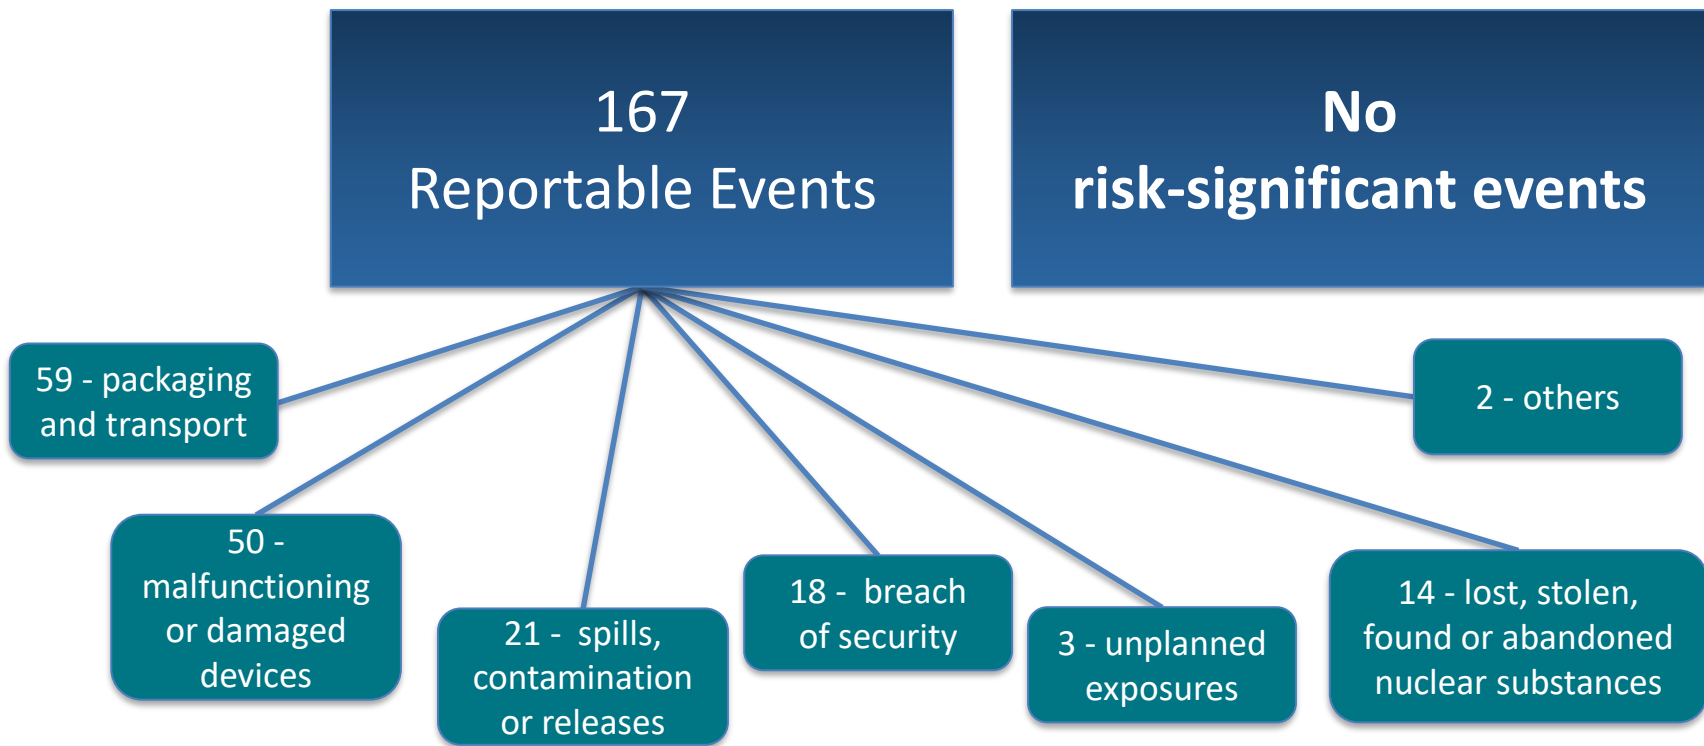 167
Reportable Events
No
risk-significant events
59 - packaging
and transport
2 - others
50 -
malfunctioning
or damaged
devices
21 - spills,
contamination
or releases
18 - breach
of security
3 - unplanned
exposures
14 - lost, stolen,
found or abandoned
nuclear substances